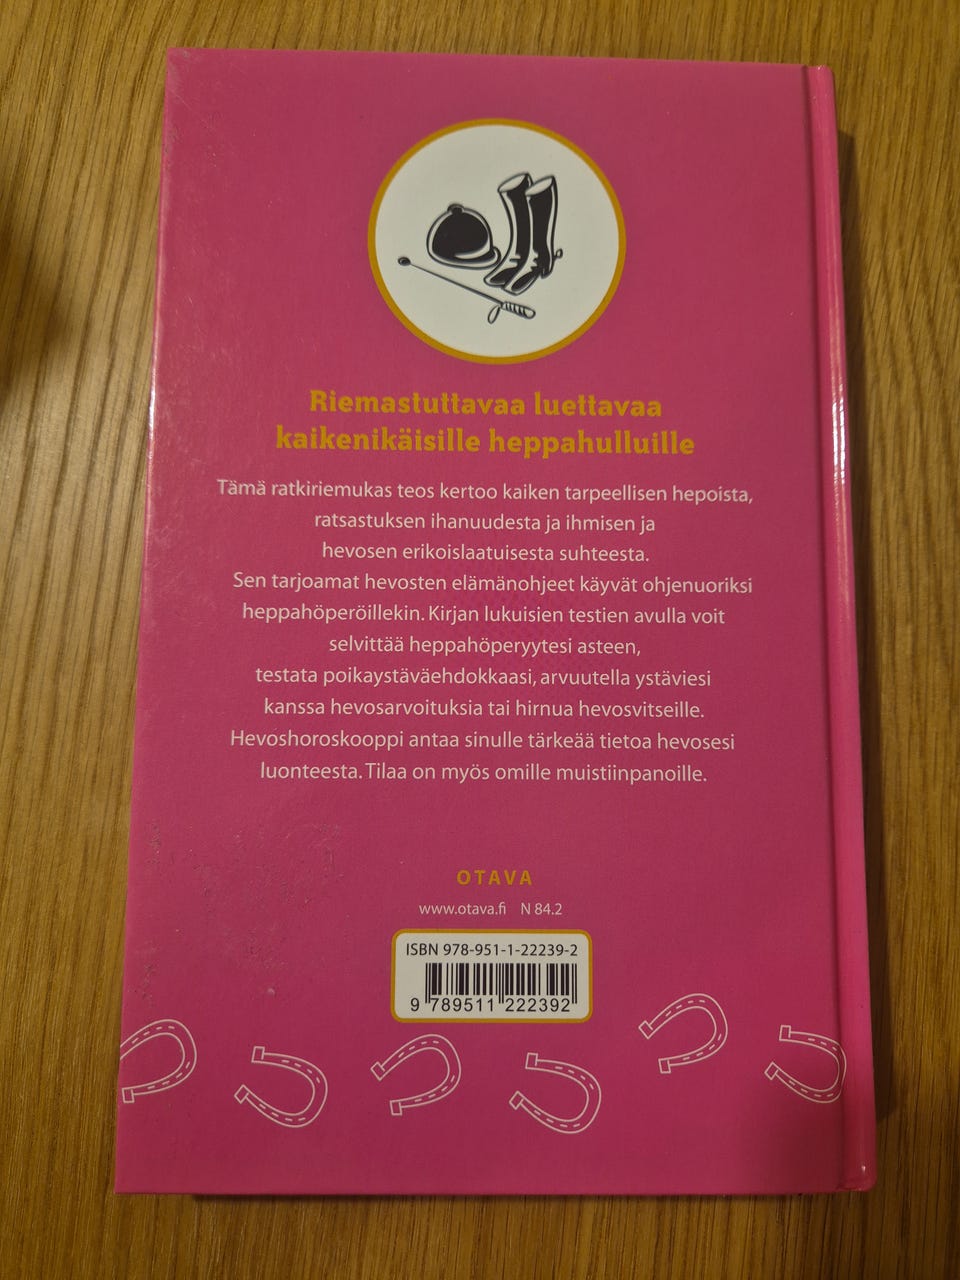 Riemastuttavaa luettavaa
kaikenikäisille heppahulluille
Tämä ratkiriemukas teos kertoo kaiken tarpeellisen hepoista,
ratsastuksen ihanuudesta ja ihmisen ja
hevosen erikoislaatuisesta suhteesta.
Sen tarjoamat hevosten elämänohjeet käyvät ohjenuoriksi
heppahöperöillekin. Kirjan lukuisien testien avulla voit
selvittää heppahöperyytesi asteen,
testata poikaystäväehdokkaasi, arvuutella ystäviesi
kanssa hevosarvoituksia tai hirnua hevosvitseille.
Hevoshoroskooppi antaa sinulle tärkeää tietoa hevosesi
luonteesta. Tilaa on myös omille muistiinpanoille.
OTAVA
www.otava.fi N 84.2
ISBN 978-951-1-22239-2
9 789511 222392